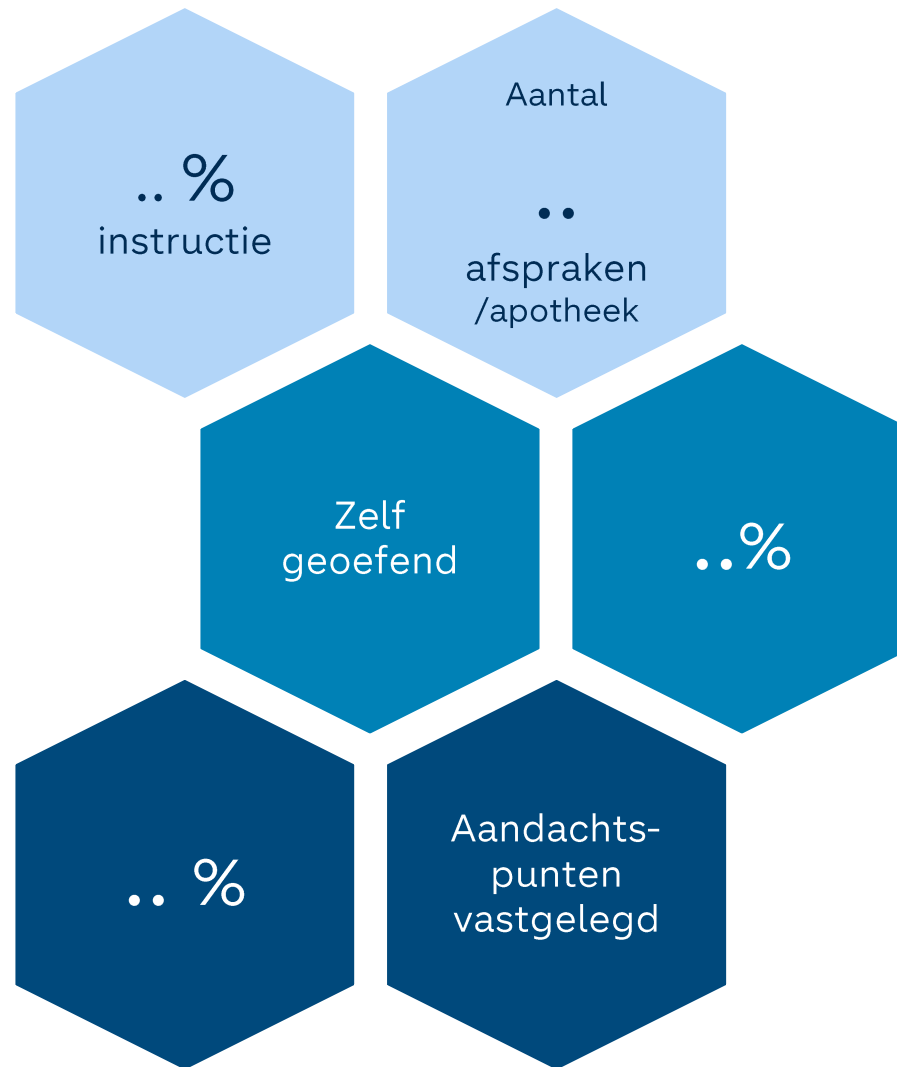 .. %
instructie
Aantal
..
afspraken
/apotheek
Zelf
geoefend
..%
.. %
Aandachts-
punten
vastgelegd